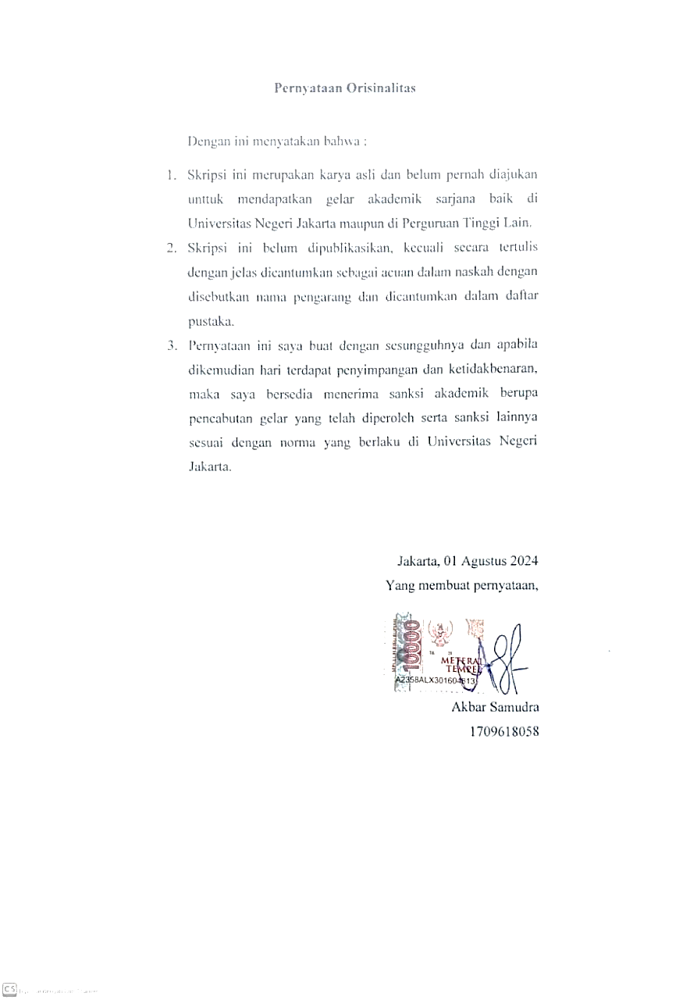 Pernyataan Orisinalitas
Dengan ini menyatakan bahwa :
1. Skripsi ini merupakan karya asli dan belum pernah diajukan
unttuk mendapatkan gelar akademik sarjana baik di
Universitas Negeri Jakarta maupun di Perguruan Tinggi Lain.
2. Skripsi ini belum dipublikasikan, kecuali secara tertulis
dengan jelas dicantumkan sebagai acuan dalam naskah dengan
disebutkan nama pengarang dan dicantumkan dalam daftar
pustaka.
3. Pernyataan ini saya buat dengan sesungguhnya dan apabila
dikemudian hari terdapat penyimpangan dan ketidakbenaran,
maka saya bersedia menerima sanksi akademik berupa
pencabutan gelar yang telah diperoleh serta sanksi lainnya
sesuai dengan norma yang berlaku di Universitas Negeri
Jakarta.
Jakarta, 01 Agustus 2024
Yang membuat pernyataan,
10000
METERAI
TEMPEL
A2358ALX301604813
Akbar Samudra
1709618058
CS